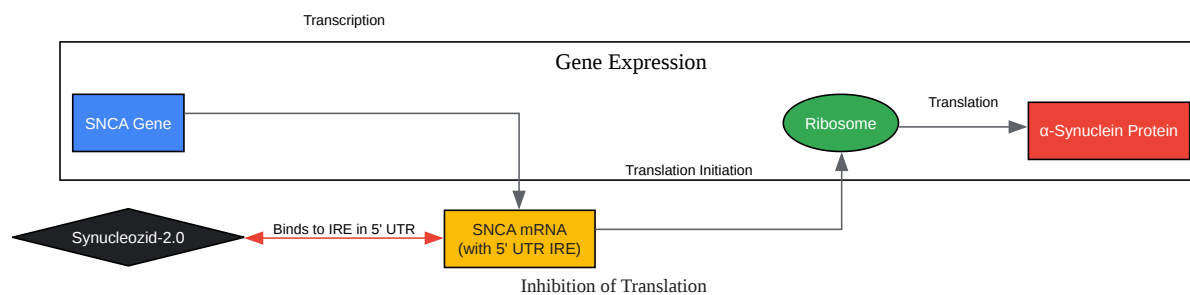 Transcription
Gene Expression
SNCA Gene
Ribosome
Translation
α-Synuclein Protein
Translation Initiation
Synucleozid-2.0
Binds to IRE in 5' UTR
SNCA mRNA
(with 5' UTR IRE)
Inhibition of Translation